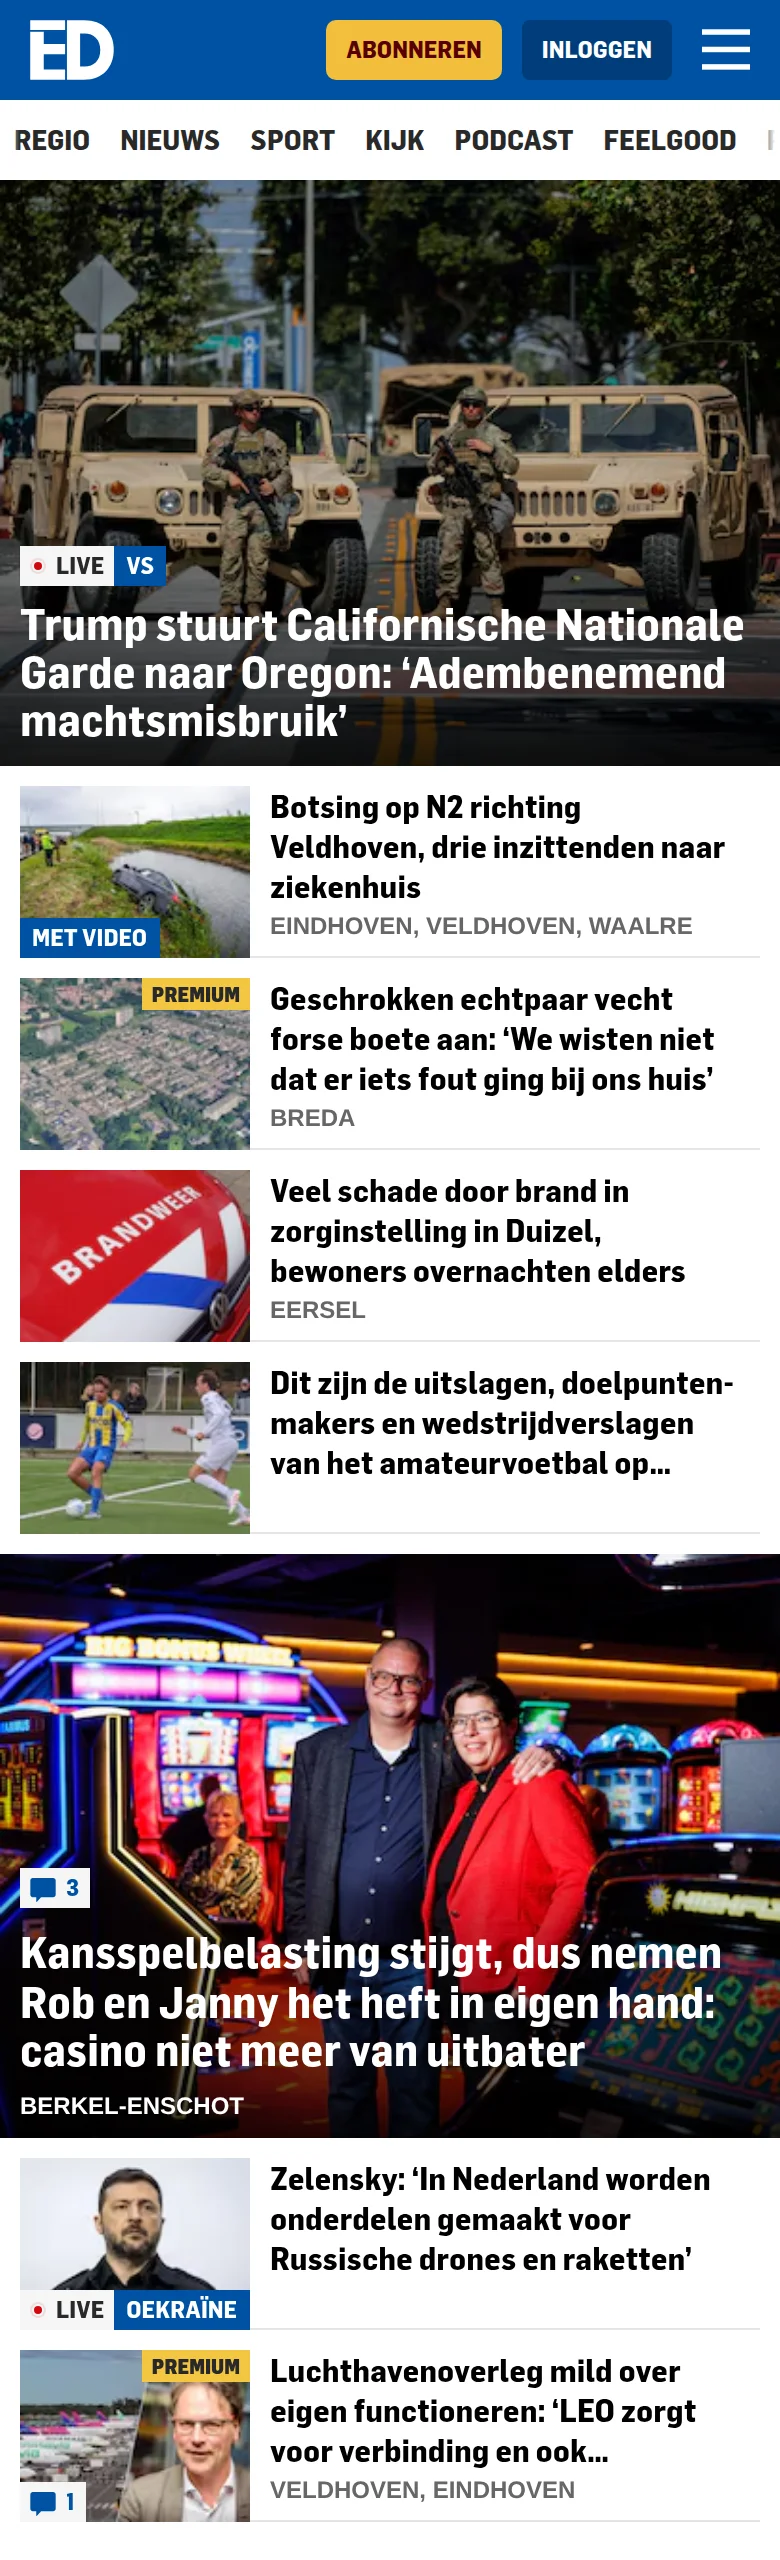 ED
ABONNEREN
INLOGGEN
REGIO NIEUWS SPORT KIJK PODCAST FEELGOOD
LIVE VS
Trump stuurt Californische Nationale
Garde naar Oregon: ‘Adembenemend
machtsmisbruik’
MET VIDEO
Botsing op N2 richting
Veldhoven, drie inzittenden naar
ziekenhuis
EINDHOVEN, VELDHOVEN, WAALRE
PREMIUM
Geschrokken echtpaar vecht
forse boete aan: ‘We wisten niet
dat er iets fout ging bij ons huis’
BREDA
BRANDWEER
Veel schade door brand in
zorginstelling in Duizel,
bewoners overnachten elders
EERSEL
Dit zijn de uitslagen, doelpunten-
makers en wedstrijdverslagen
van het amateurvoetbal op...
BIG BONUS WHEEL
3
Kansspelbelasting stijgt, dus nemen
Rob en Janny het heft in eigen hand:
casino niet meer van uitbater
BERKEL-ENSCHOT
LIVE OEKRAÏNE
Zelensky: ‘In Nederland worden
onderdelen gemaakt voor
Russische drones en raketten’
PREMIUM
1
Luchthavenoverleg mild over
eigen functioneren: ‘LEO zorgt
voor verbinding en ook...
VELDHOVEN, EINDHOVEN